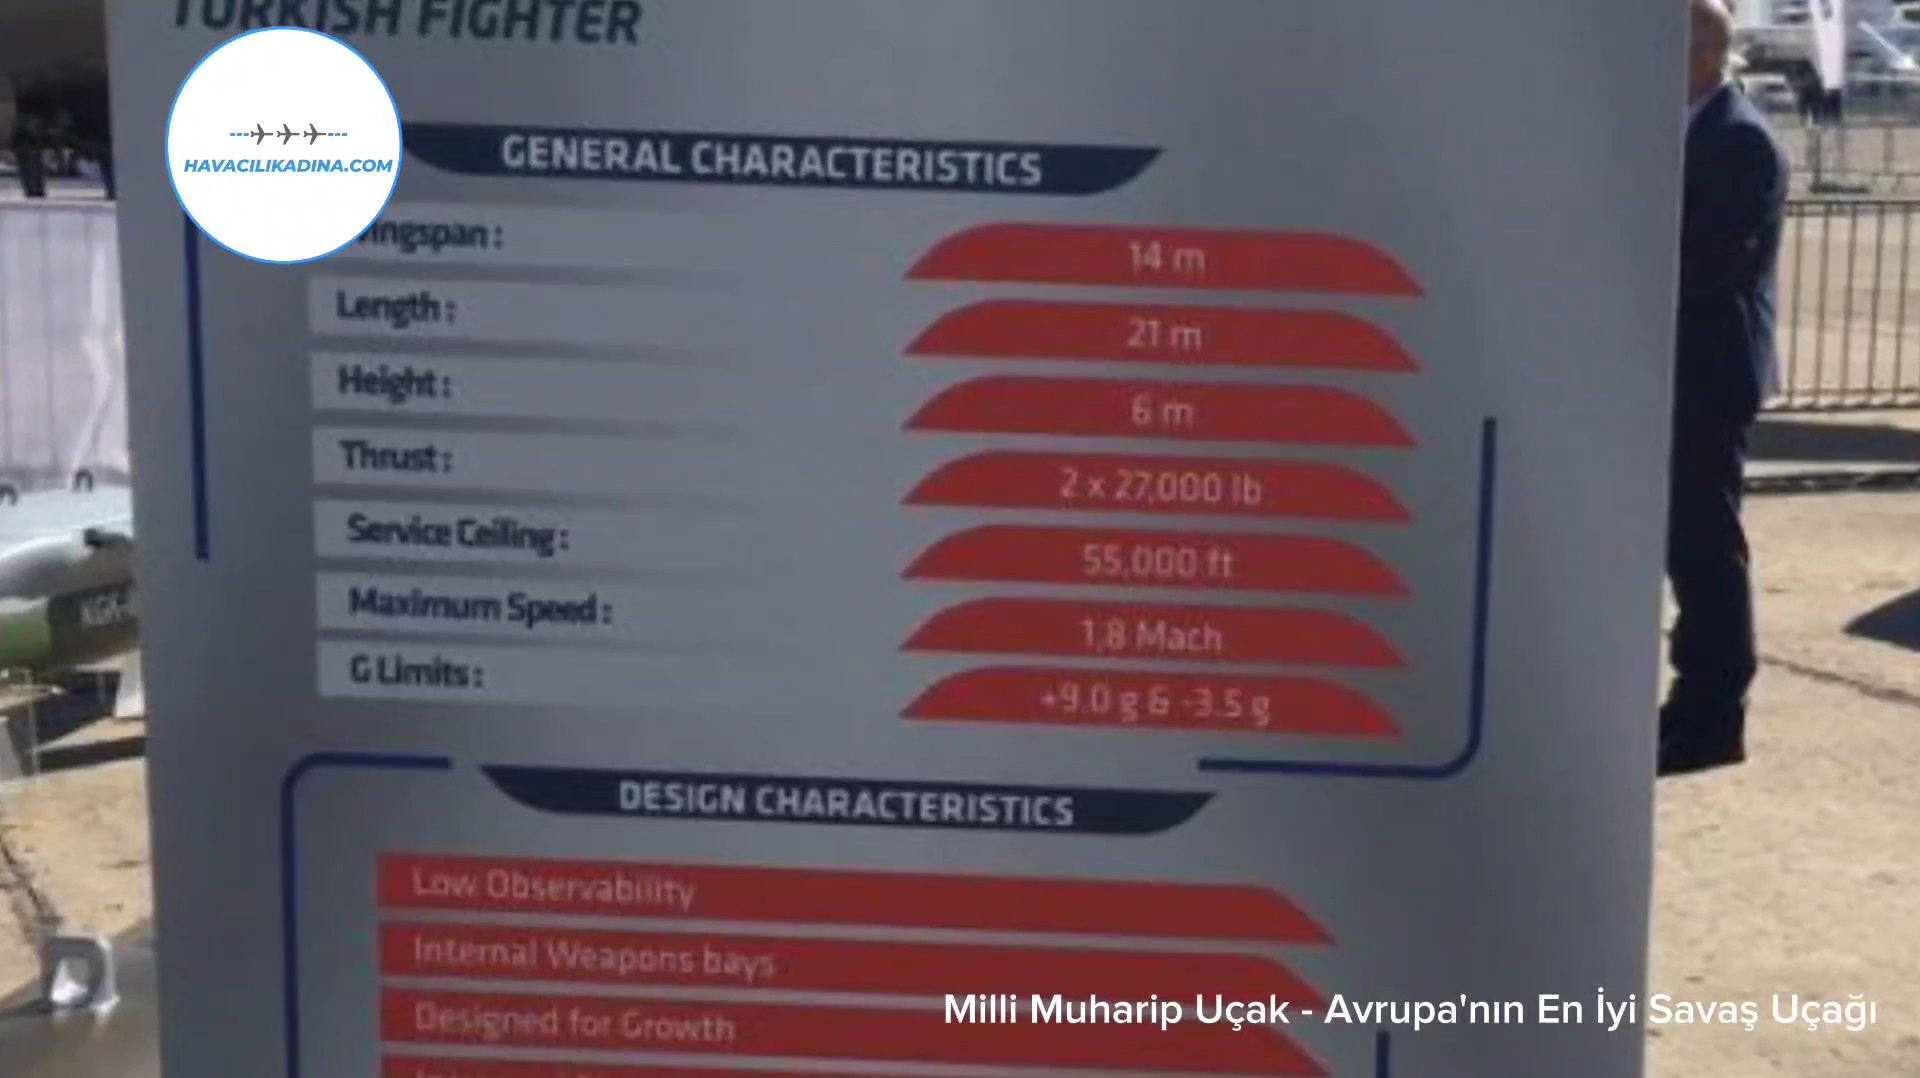 TURKISH FIGHTER
HAVACILIKADINA.COM
GENERAL CHARACTERISTICS
Wingspan : 14 m
Length : 21 m
Height : 6 m
Thrust : 2 x 27,000 lb
Service Ceiling : 55,000 ft
Maximum Speed : 1,8 Mach
G Limits : +9.0 g & -3.5 g
DESIGN CHARACTERISTICS
Low Observability
Internal Weapons bays
Designed for Growth
Milli Muharip Uçak - Avrupa'nın En İyi Savaş Uçağı